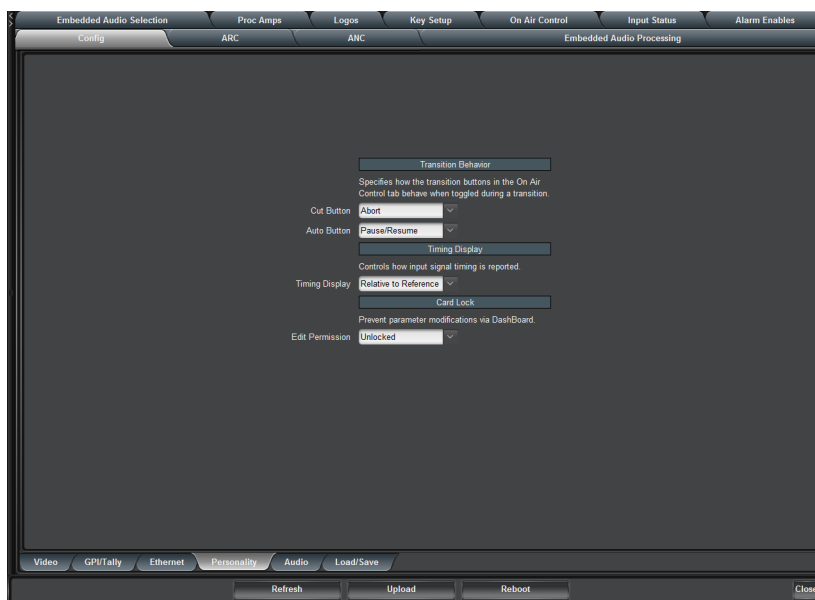 Embedded Audio Selection Proc Amps Logos Key Setup On Air Control Input Status Alarm Enables
Config ARC ANC Embedded Audio Processing
Transition Behavior
Specifies how the transition buttons in the On Air
Control tab behave when toggled during a transition.
Cut Button Abort
Auto Button Pause/Resume
Timing Display
Controls how input signal timing is reported.
Timing Display Relative to Reference
Card Lock
Prevent parameter modifications via DashBoard.
Edit Permission Unlocked
Video GPI/Tally Ethernet Personality Audio Load/Save
Refresh Upload Reboot Close